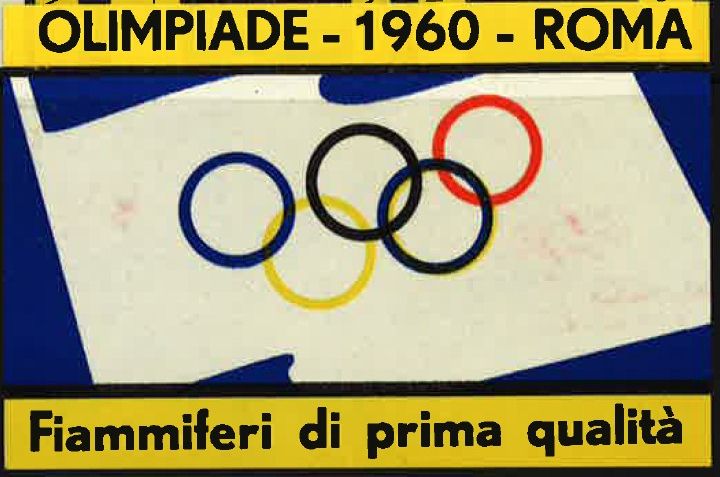 OLIMPIADE - 1960 - ROMA
Fiammiferi di prima qualità